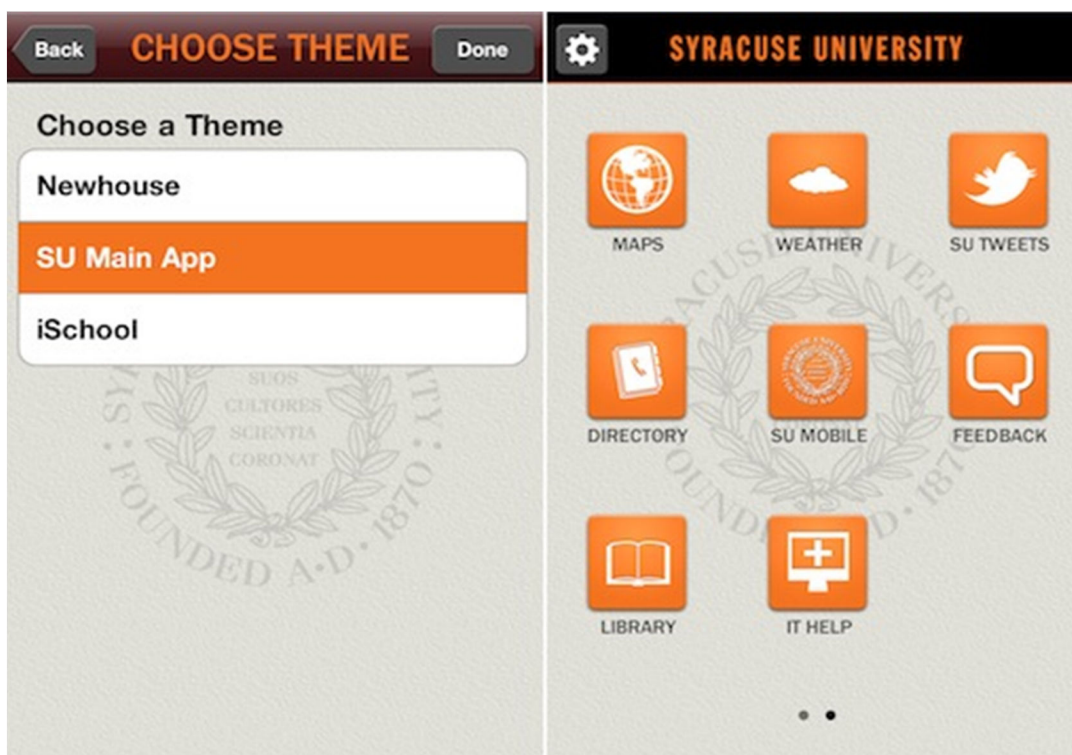 Back
CHOOSE THEME
Done
Choose a Theme
Newhouse
SU Main App
iSchool
SUOS
CULTORES
SCIENTIA
CORONAT
FOUNDED A·D· 1870
SYRACUSE UNIVERSITY
MAPS
WEATHER
SU TWEETS
DIRECTORY
SU MOBILE
FEEDBACK
LIBRARY
IT HELP